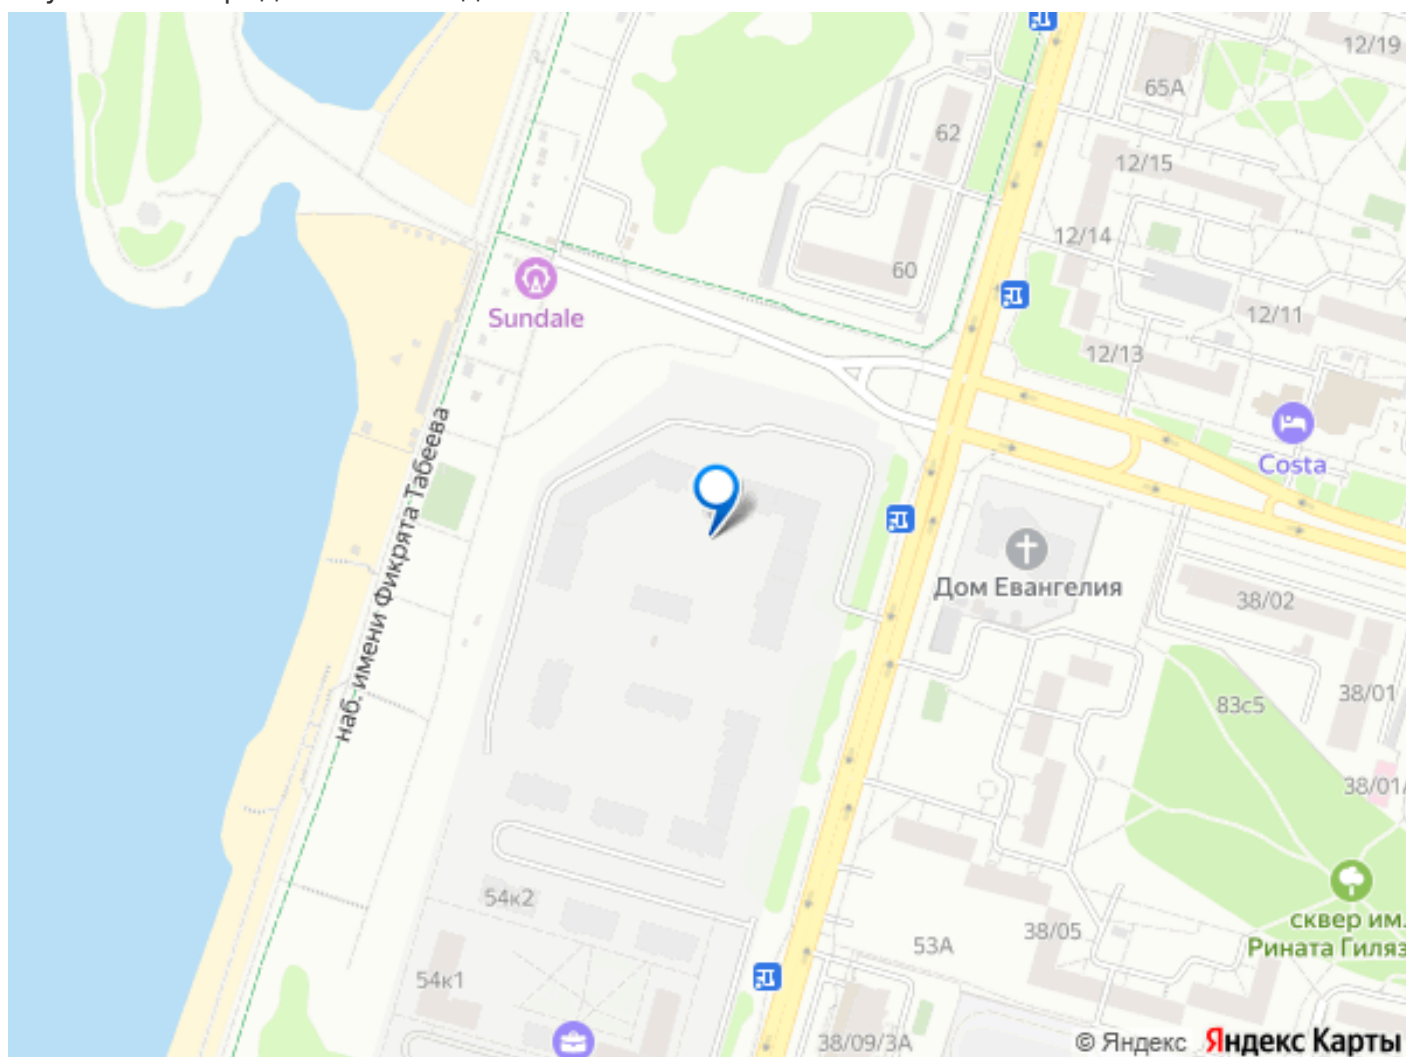 12/19
65А
62
12/15
12/14
60
Sundale
12/11
12/13
наб. имени Фикрята Табеева
Costa
Дом Евангелия
38/02
38/01
83с5
38/01/
54к2
сквер им.
Рината Гиляз
38/05
53А
54к1
38/09/3А
© Яндекс Яндекс Карты